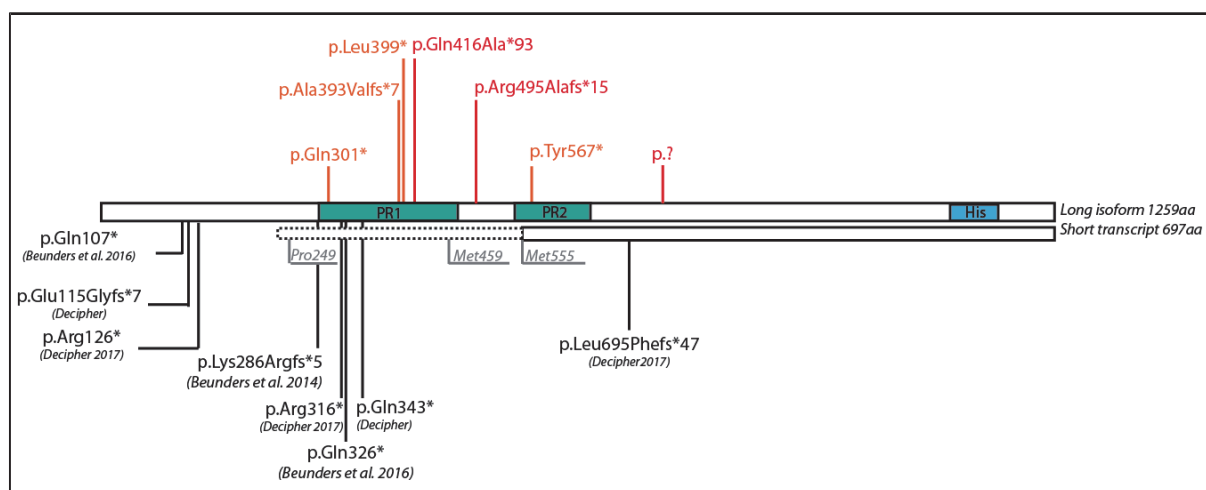 p.Leu399*
p.Gln416Ala*93
p.Ala393Valfs*7
p.Arg495Alafs*15
p.Gln301*
p.Tyr567*
p.?
PR1
PR2
His
Long isoform 1259aa
Short transcript 697aa
Pro249
Met459
Met555
p.Gln107*
(Beunders et al. 2016)
p.Glu115Glyfs*7
(Decipher)
p.Arg126*
(Decipher 2017)
p.Lys286Argfs*5
(Beunders et al. 2014)
p.Leu695Phefs*47
(Decipher2017)
p.Arg316*
(Decipher 2017)
p.Gln343*
(Decipher)
p.Gln326*
(Beunders et al. 2016)